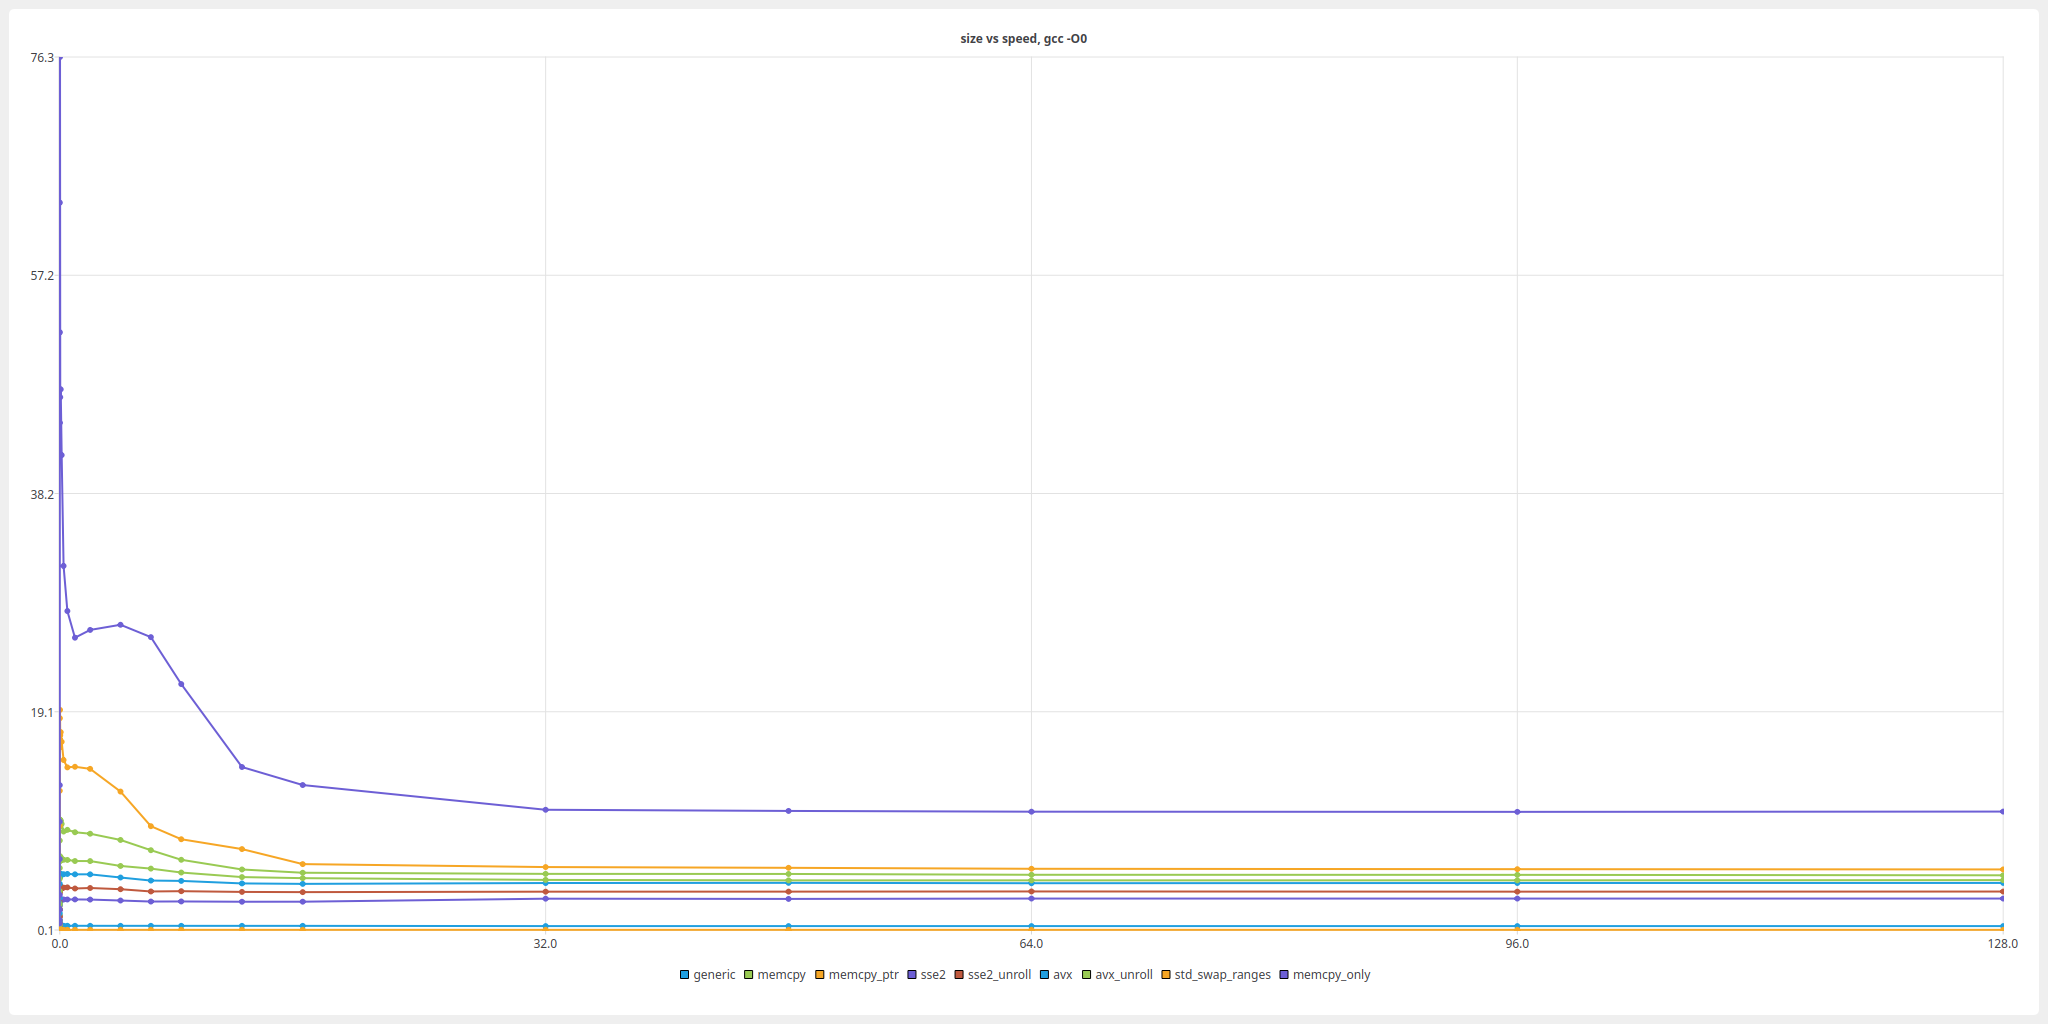 size vs speed, gcc -O0
76.3
57.2
38.2
19.1
0.1
0.0 32.0 64.0 96.0 128.0
generic memcpy memcpy_ptr sse2 sse2_unroll avx avx_unroll std_swap_ranges memcpy_only